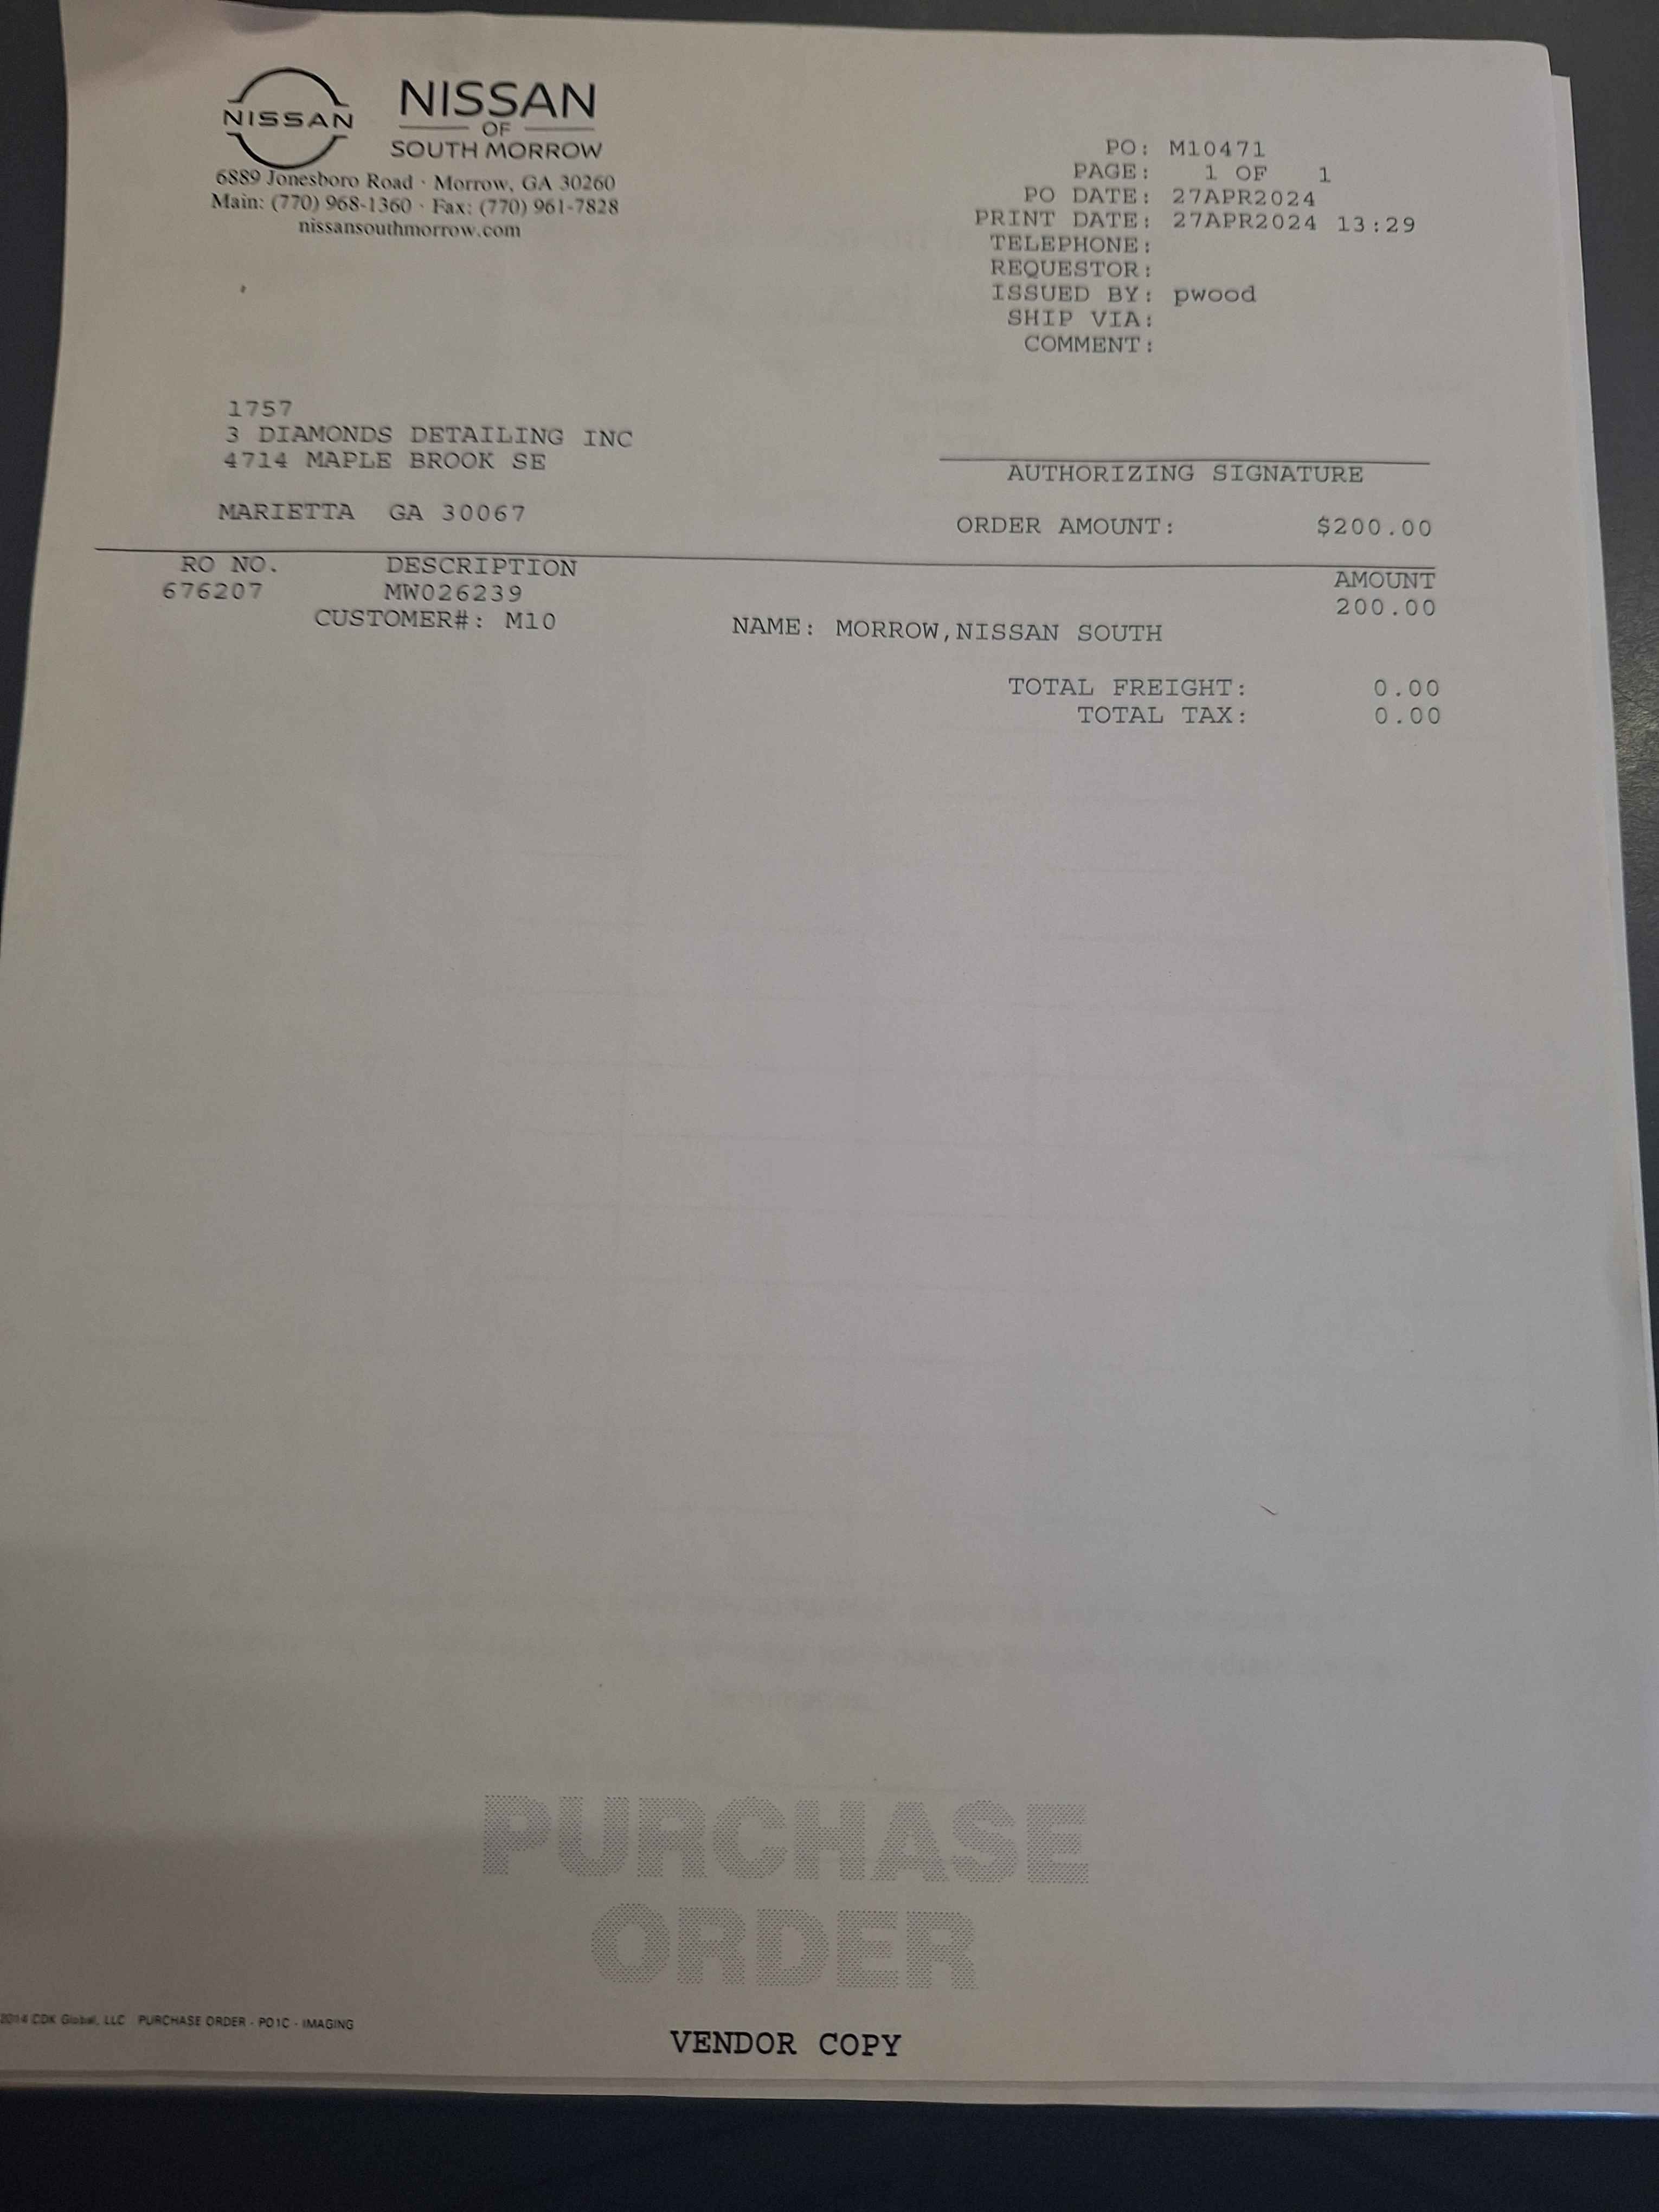 NISSAN
NISSAN
OF
SOUTH MORROW
6889 Jonesboro Road · Morrow, GA 30260
Main: (770) 968-1360 · Fax: (770) 961-7828
nissansouthmorrow.com
PO: M10471
PAGE: 1 OF 1
PO DATE: 27APR2024
PRINT DATE: 27APR2024 13:29
TELEPHONE:
REQUESTOR:
ISSUED BY: pwood
SHIP VIA:
COMMENT:
1757
3 DIAMONDS DETAILING INC
4714 MAPLE BROOK SE
MARIETTA GA 30067
AUTHORIZING SIGNATURE
ORDER AMOUNT: $200.00
RO NO. DESCRIPTION AMOUNT
676207 MW026239 200.00
CUSTOMER#: M10 NAME: MORROW,NISSAN SOUTH
TOTAL FREIGHT: 0.00
TOTAL TAX: 0.00
PURCHASE
ORDER
2014 CDK Global, LLC PURCHASE ORDER - PO1C - IMAGING
VENDOR COPY